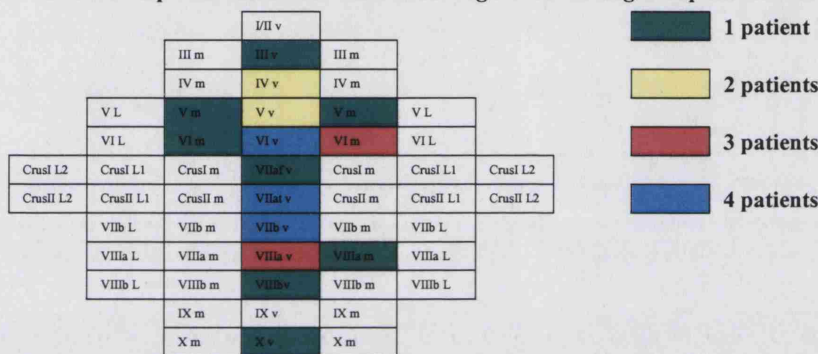 I/II v
III m III v III m
IV m IV v IV m
V L V m V v V m V L
VI L VI m VI v VI m VI L
CrusI L2 CrusI L1 CrusI m VIIaf v CrusI m CrusI L1 CrusI L2
CrusII L2 CrusII L1 CrusII m VIIat v CrusII m CrusII L1 CrusII L2
VIIb L VIIb m VIIb v VIIb m VIIb L
VIIIa L VIIIa m VIIIa v VIIIa m VIIIa L
VIIIb L VIIIb m VIIIb v VIIIb m VIIIb L
IX m IX v IX m
X m X v X m
1 patient
2 patients
3 patients
4 patients